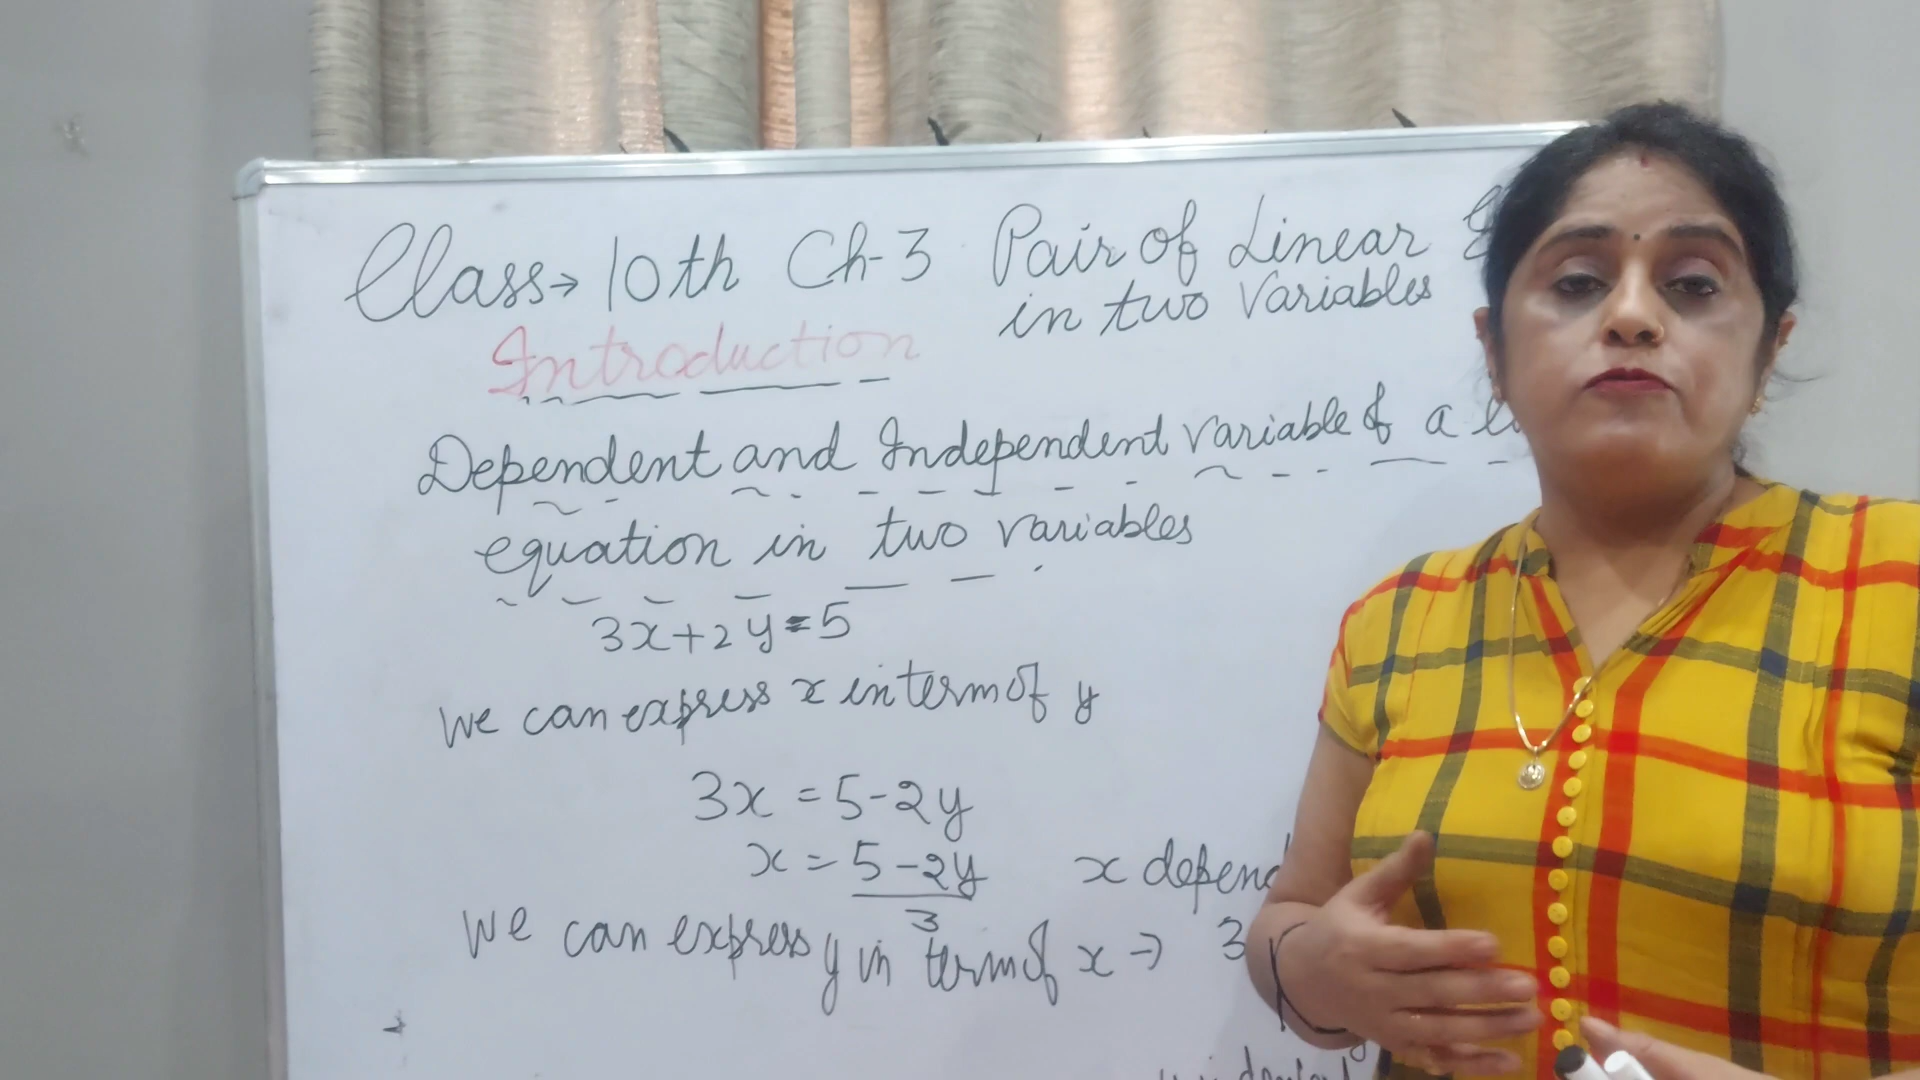 Class→ 10th Ch-3 Pair of Linear
in two Variables
Introduction
Dependent and Independent variable of a
equation in two variables
3x+2y=5
we can express x in term of y
3x = 5-2y
x = 5-2y x depend
3
we can express y in term of x → 3